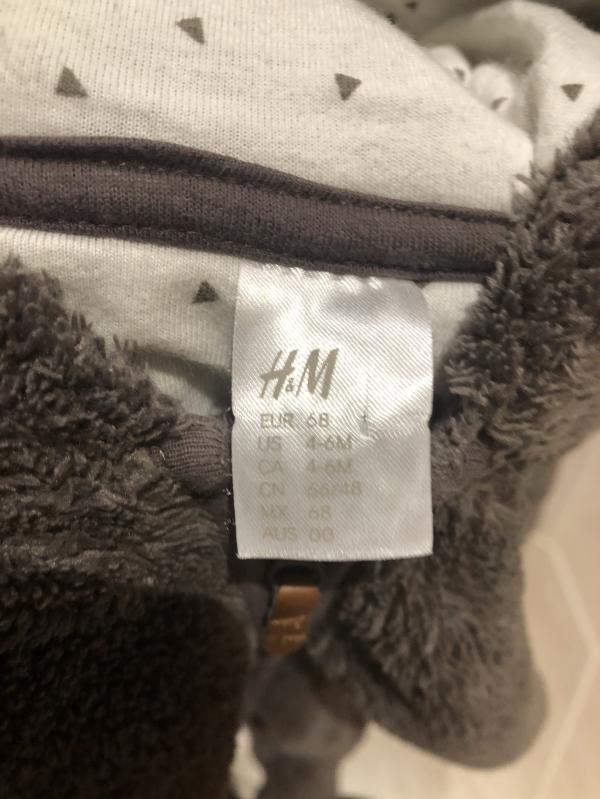 H&M
EUR 68
US 4-6M
CA 4-6M
CN 66/48
MX 68
AUS 00